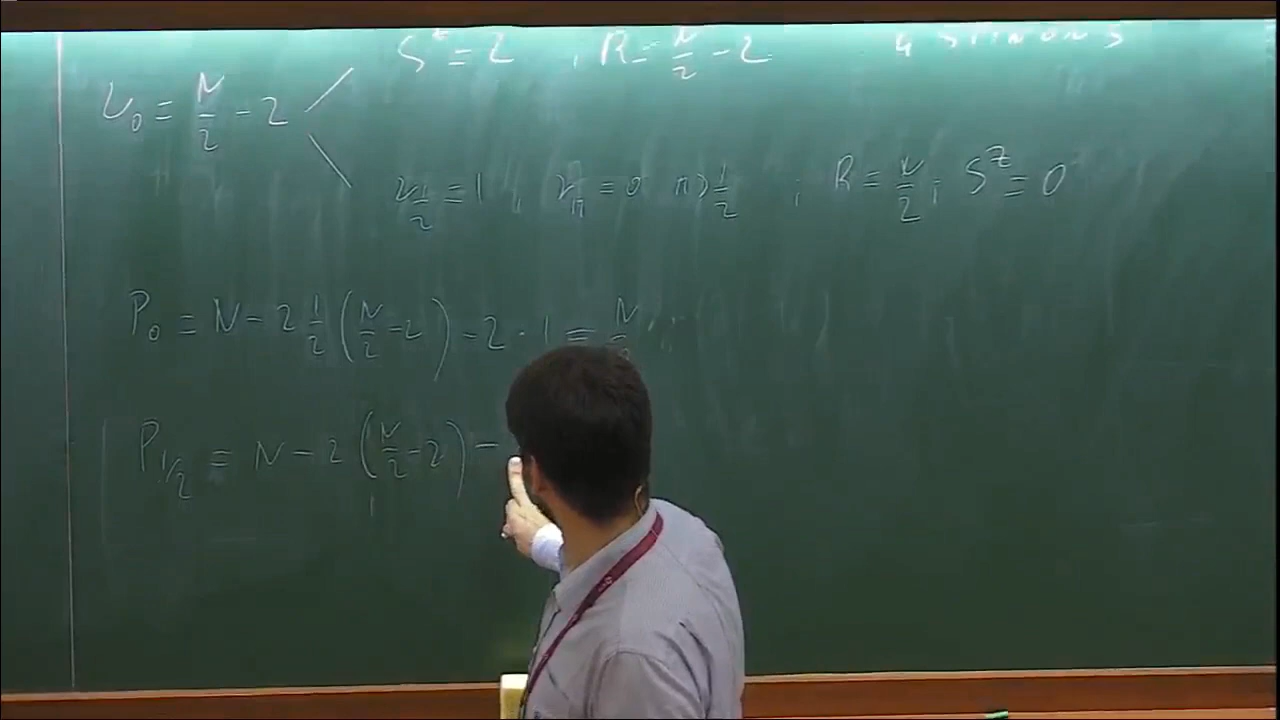 S^z = 2 , R = N/2 - 2 4 SPINONS
ν_0 = N/2 - 2
ν_{1/2} = 1 , ν_n = 0 n > 1/2 ; R = N/2 ; S^z = 0
P_0 = N - 2 1/2 (N/2 - 2) - 2 · 1 = N
P_{1/2} = N - 2 (N/2 - 2) -